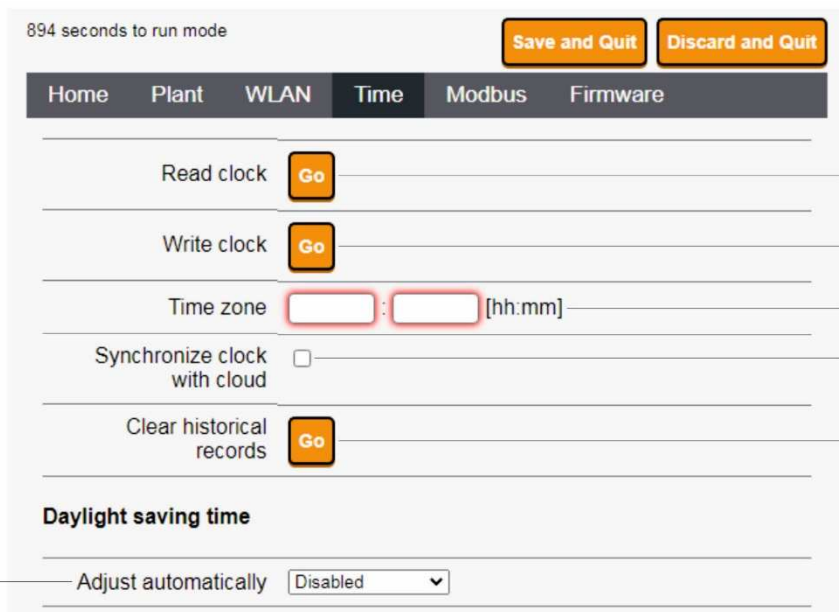 894 seconds to run mode
Save and Quit
Discard and Quit
Home Plant WLAN Time Modbus Firmware
Read clock Go
Write clock Go
Time zone : [hh:mm]
Synchronize clock
with cloud
Clear historical
records Go
Daylight saving time
Adjust automatically Disabled